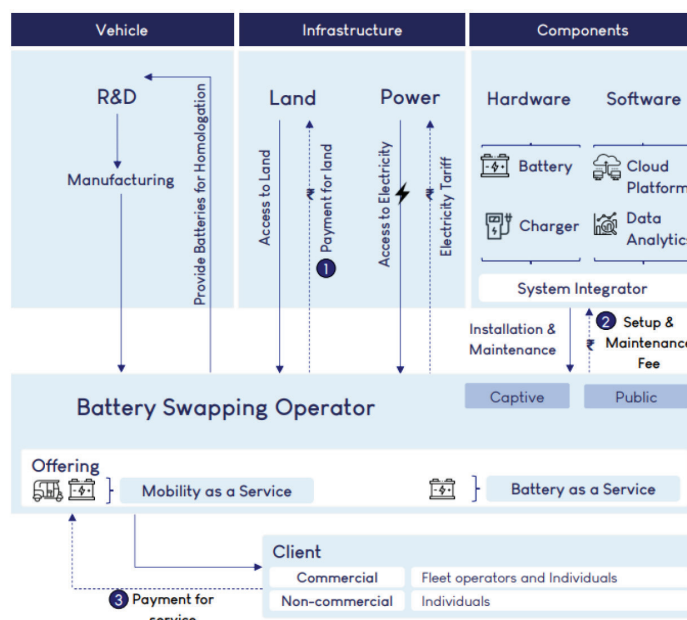 Vehicle
Infrastructure
Components
R&D
Manufacturing
Provide Batteries for Homologation
Land
Power
Access to Land
₹
Payment for land
1
Access to Electricity
₹
Electricity Tariff
Hardware
Software
Battery
Cloud
Platform
Charger
Data
Analytics
System Integrator
Installation &
Maintenance
₹
2 Setup &
Maintenance
Fee
Battery Swapping Operator
Captive
Public
Offering
Mobility as a Service
Battery as a Service
Client
Commercial
Fleet operators and Individuals
Non-commercial
Individuals
3 Payment for
service